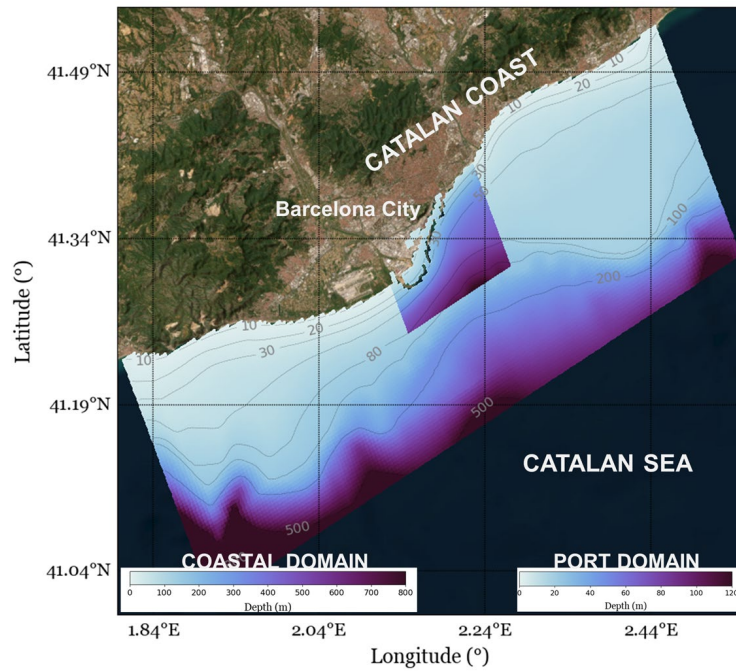 41.49°N
41.34°N
41.19°N
41.04°N
Latitude (°)
CATALAN COAST
Barcelona City
CATALAN SEA
10
20
10
30
100
200
10
20
30
80
10
500
500
COASTAL DOMAIN
0 100 200 300 400 500 600 700 800
Depth (m)
PORT DOMAIN
0 20 40 60 80 100 120
Depth (m)
1.84°E 2.04°E 2.24°E 2.44°E
Longitude (°)